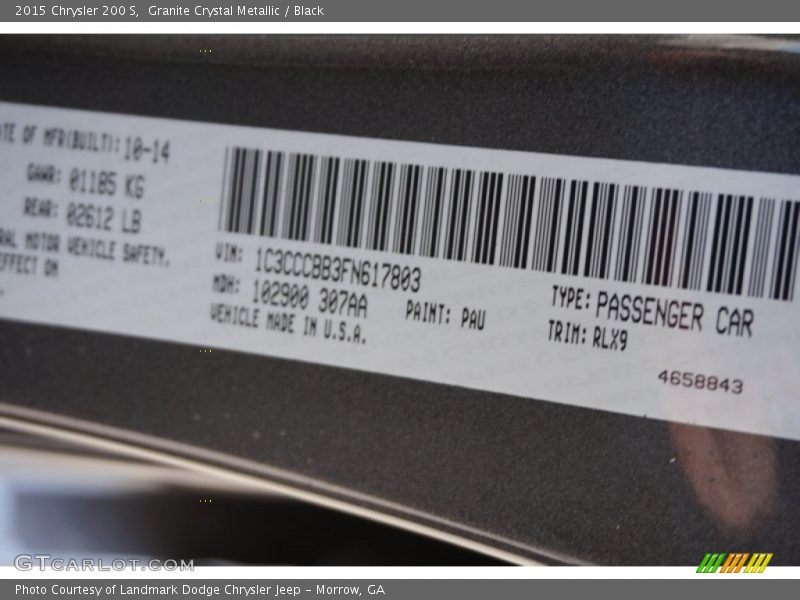 2015 Chrysler 200 S, Granite Crystal Metallic / Black
TE OF MFR(BUILT): 10-14
GAWR: 01185 KG
REAR: 02612 LB
RAL MOTOR VEHICLE SAFETY.
EFFECT ON
VIN: 1C3CCCBB3FN617803
MDH: 102900 307AA
PAINT: PAU
VEHICLE MADE IN U.S.A.
TYPE: PASSENGER CAR
TRIM: RLX9
4658843
GTCARLOT.COM
Photo Courtesy of Landmark Dodge Chrysler Jeep - Morrow, GA